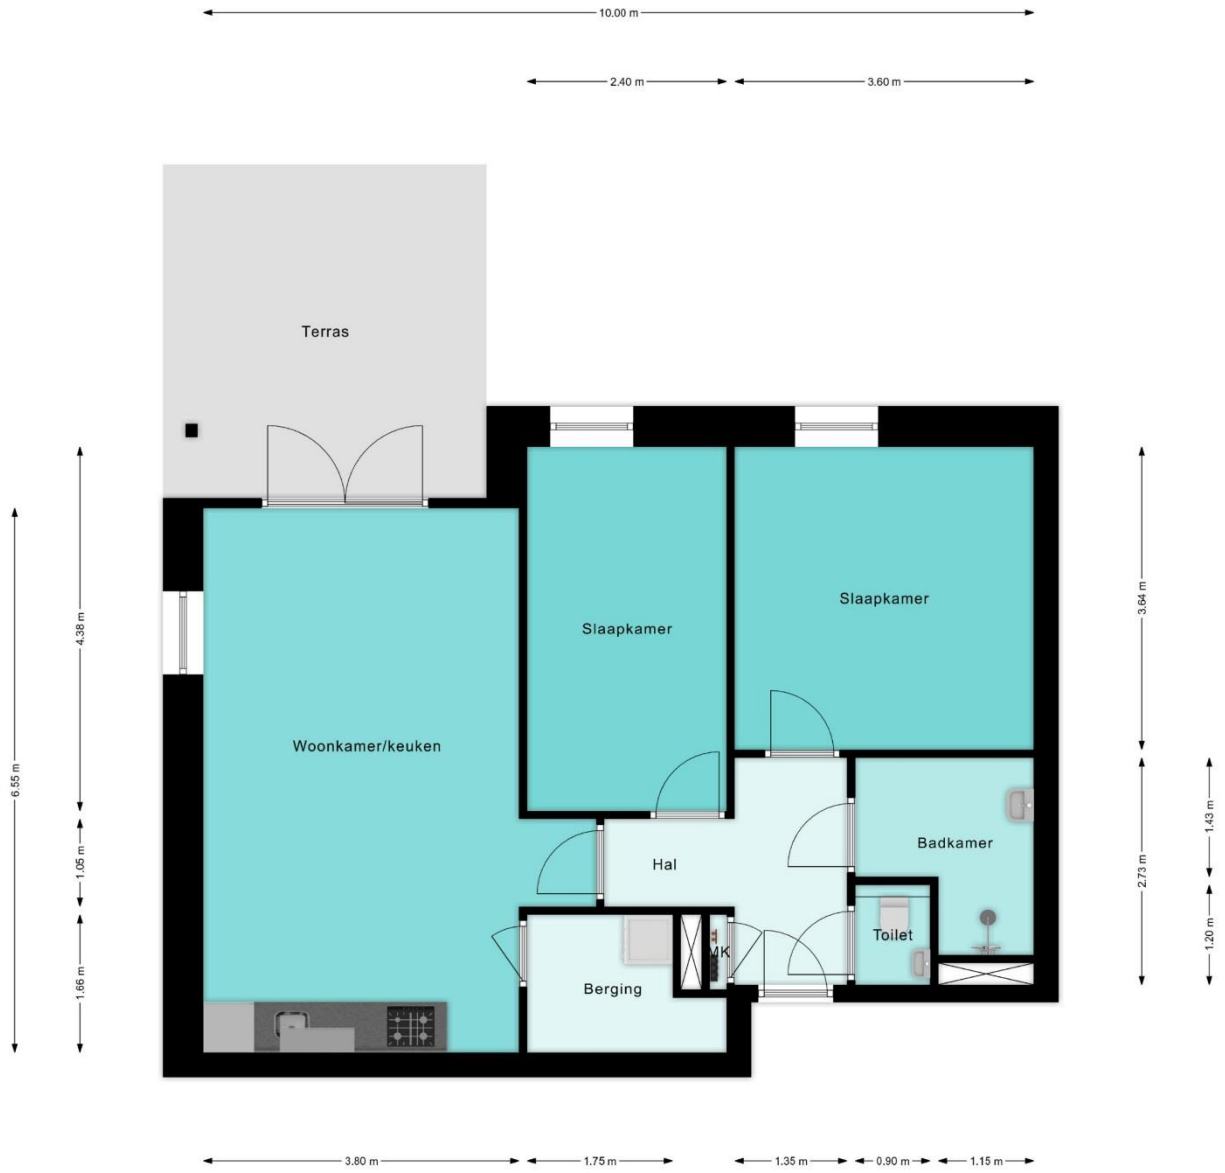 10.00 m
2.40 m
3.60 m
Terras
4.38 m
3.64 m
Slaapkamer
Slaapkamer
Woonkamer/keuken
6.55 m
1.43 m
Badkamer
1.05 m
Hal
2.73 m
1.20 m
Toilet
MK
1.66 m
Berging
3.80 m
1.75 m
1.35 m
0.90 m
1.15 m